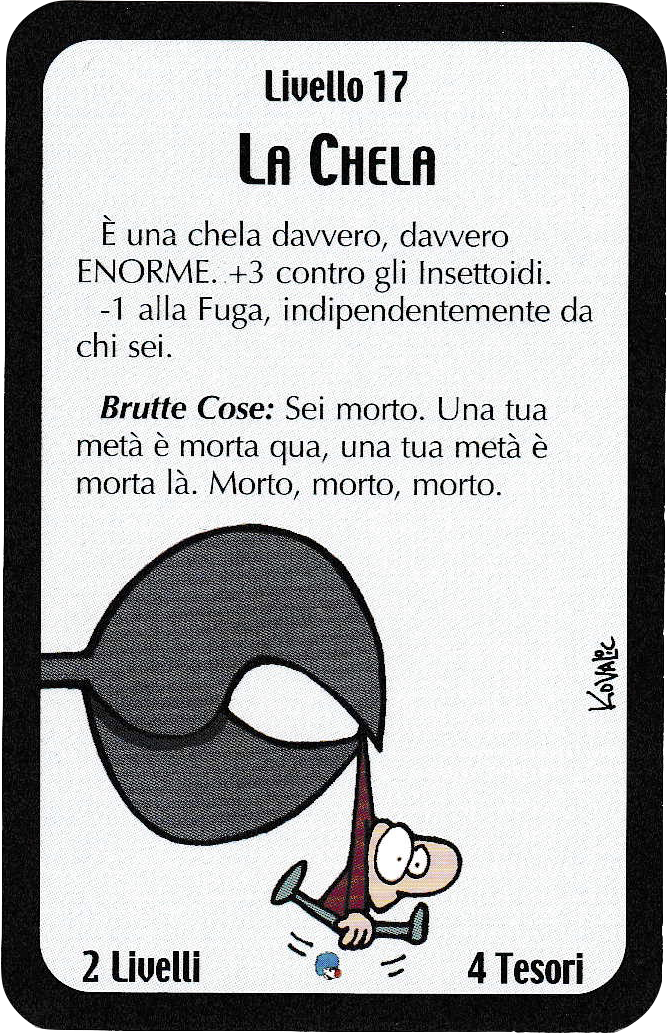 Livello 17
La Chela
È una chela davvero, davvero
ENORME. +3 contro gli Insettoidi.
-1 alla Fuga, indipendentemente da
chi sei.
Brutte Cose: Sei morto. Una tua
metà è morta qua, una tua metà è
morta là. Morto, morto, morto.
Kovalic
2 Livelli
4 Tesori